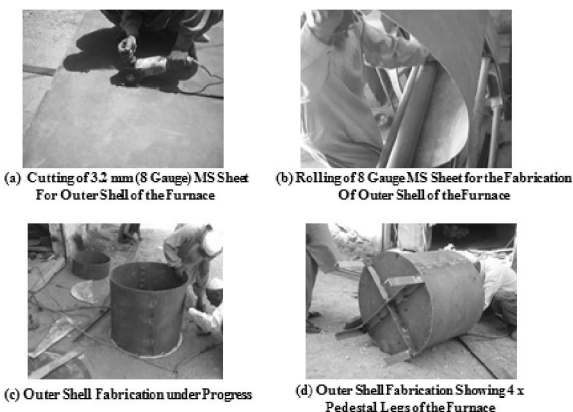 (a) Cutting of 3.2 mm (8 Gauge) MS Sheet
For Outer Shell of the Furnace
(b) Rolling of 8 Gauge MS Sheet for the Fabrication
Of Outer Shell of the Furnace
(c) Outer Shell Fabrication under Progress
(d) Outer Shell Fabrication Showing 4 x
Pedestal Legs of the Furnace